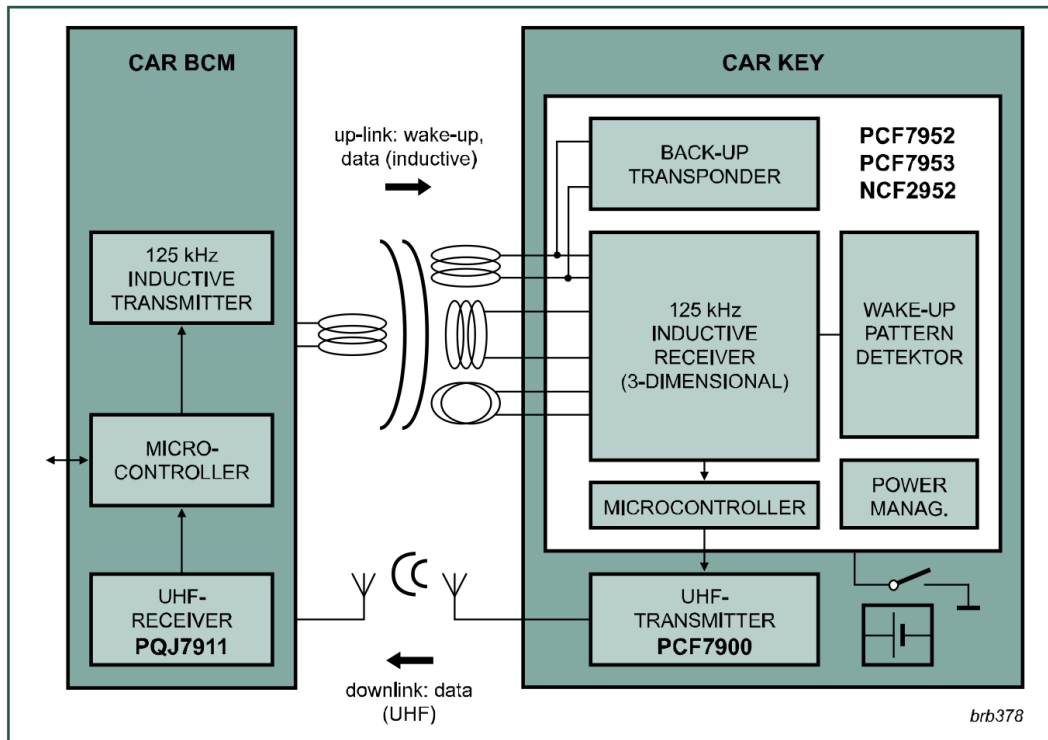 CAR BCM
125 kHz
INDUCTIVE
TRANSMITTER
MICRO-
CONTROLLER
UHF-
RECEIVER
PQJ7911
up-link: wake-up,
data (inductive)
downlink: data
(UHF)
CAR KEY
BACK-UP
TRANSPONDER
PCF7952
PCF7953
NCF2952
125 kHz
INDUCTIVE
RECEIVER
(3-DIMENSIONAL)
WAKE-UP
PATTERN
DETEKTOR
MICROCONTROLLER
POWER
MANAG.
UHF-
TRANSMITTER
PCF7900
brb378